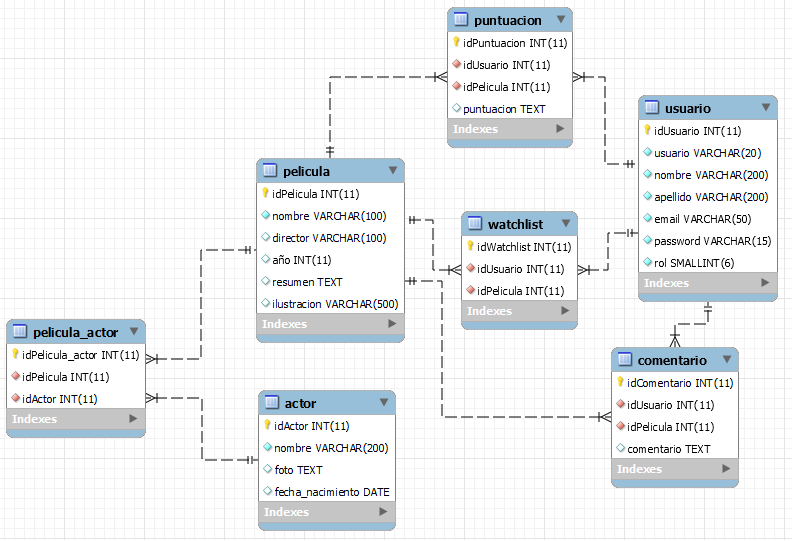 puntuacion
idPuntuacion INT(11)
idUsuario INT(11)
idPelicula INT(11)
puntuacion TEXT
Indexes
usuario
idUsuario INT(11)
usuario VARCHAR(20)
nombre VARCHAR(200)
apellido VARCHAR(200)
email VARCHAR(50)
password VARCHAR(15)
rol SMALLINT(6)
Indexes
pelicula
idPelicula INT(11)
nombre VARCHAR(100)
director VARCHAR(100)
año INT(11)
resumen TEXT
ilustracion VARCHAR(500)
Indexes
watchlist
idWatchlist INT(11)
idUsuario INT(11)
idPelicula INT(11)
Indexes
pelicula_actor
idPelicula_actor INT(11)
idPelicula INT(11)
idActor INT(11)
Indexes
actor
idActor INT(11)
nombre VARCHAR(200)
foto TEXT
fecha_nacimiento DATE
Indexes
comentario
idComentario INT(11)
idUsuario INT(11)
idPelicula INT(11)
comentario TEXT
Indexes